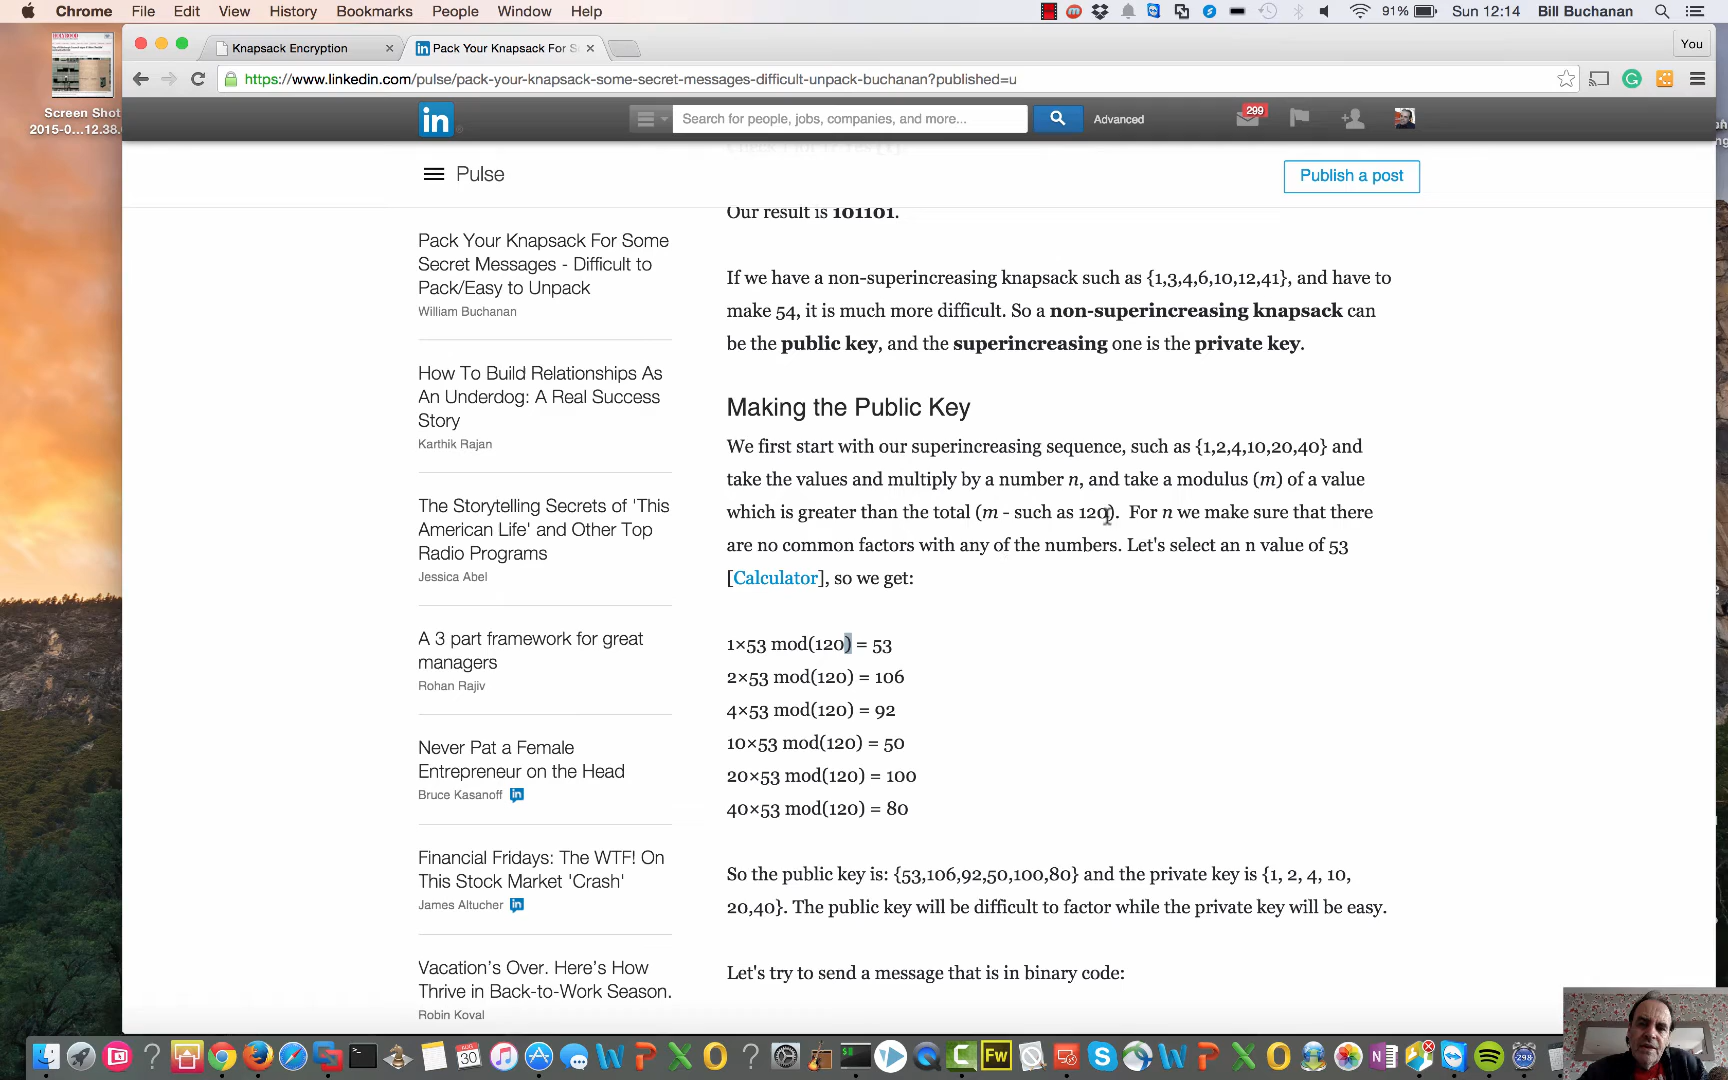 Chrome File Edit View History Bookmarks People Window Help
91% Sun 12:14 Bill Buchanan
Knapsack Encryption
Pack Your Knapsack For S
You
https://www.linkedin.com/pulse/pack-your-knapsack-some-secret-messages-difficult-unpack-buchanan?published=u
Screen Shot
2015-0...12.38.
in
Search for people, jobs, companies, and more...
Advanced
299
Pulse
Publish a post
Pack Your Knapsack For Some
Secret Messages - Difficult to
Pack/Easy to Unpack
William Buchanan
How To Build Relationships As
An Underdog: A Real Success
Story
Karthik Rajan
The Storytelling Secrets of 'This
American Life' and Other Top
Radio Programs
Jessica Abel
A 3 part framework for great
managers
Rohan Rajiv
Never Pat a Female
Entrepreneur on the Head
Bruce Kasanoff in
Financial Fridays: The WTF! On
This Stock Market 'Crash'
James Altucher in
Vacation's Over. Here's How
Thrive in Back-to-Work Season.
Robin Koval
Our result is 101101.
If we have a non-superincreasing knapsack such as {1,3,4,6,10,12,41}, and have to
make 54, it is much more difficult. So a non-superincreasing knapsack can
be the public key, and the superincreasing one is the private key.
Making the Public Key
We first start with our superincreasing sequence, such as {1,2,4,10,20,40} and
take the values and multiply by a number n, and take a modulus (m) of a value
which is greater than the total (m - such as 120). For n we make sure that there
are no common factors with any of the numbers. Let's select an n value of 53
[Calculator], so we get:
1×53 mod(120) = 53
2×53 mod(120) = 106
4×53 mod(120) = 92
10×53 mod(120) = 50
20×53 mod(120) = 100
40×53 mod(120) = 80
So the public key is: {53,106,92,50,100,80} and the private key is {1, 2, 4, 10,
20,40}. The public key will be difficult to factor while the private key will be easy.
Let's try to send a message that is in binary code:
30
Fw
298